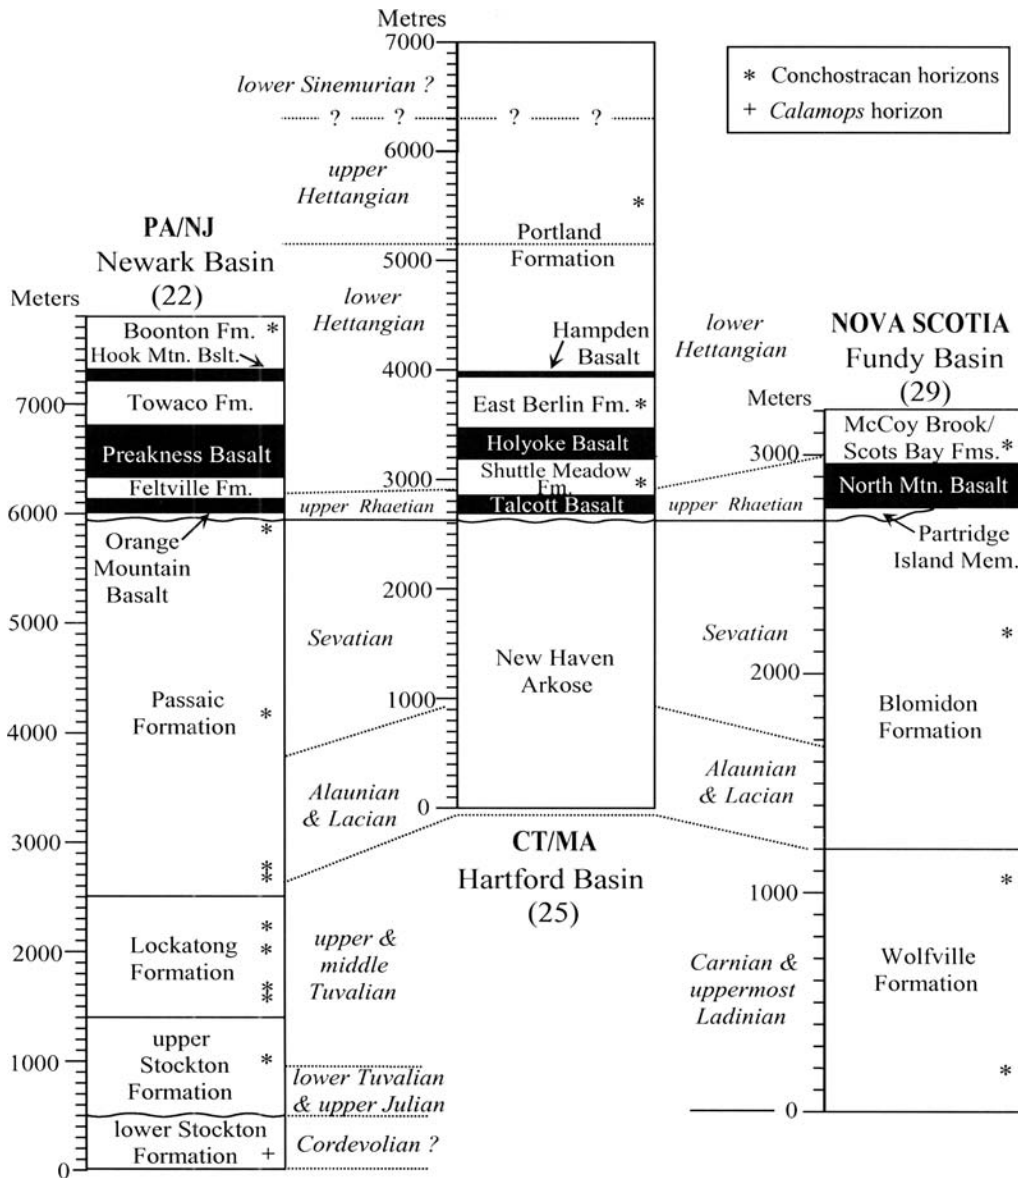 Metres
7000
lower Sinemurian ?
? ? ? ?
6000
upper
Hettangian
*
Portland
Formation
5000
lower
Hettangian
Hampden
Basalt
4000
East Berlin Fm. *
Holyoke Basalt
3000
Shuttle Meadow
Fm. *
Talcott Basalt
2000
New Haven
Arkose
1000
0
CT/MA
Hartford Basin
(25)
* Conchostracan horizons
+ Calamops horizon
PA/NJ
Newark Basin
(22)
Meters
Boonton Fm. *
Hook Mtn. Bslt.
7000
Towaco Fm.
Preakness Basalt
Feltville Fm.
6000
*
Orange
Mountain
Basalt
5000
Passaic
Formation
*
4000
3000
*
*
Lockatong
Formation
*
*
*
*
2000
upper
Stockton
Formation
*
1000
lower Stockton
Formation +
0
upper Rhaetian
Sevatian
Alaunian
& Lacian
upper &
middle
Tuvalian
lower Tuvalian
& upper Julian
Cordevolian ?
lower
Hettangian
upper Rhaetian
Sevatian
Alaunian
& Lacian
Carnian &
uppermost
Ladinian
NOVA SCOTIA
Fundy Basin
(29)
Meters
McCoy Brook/
Scots Bay Fms. *
3000
North Mtn. Basalt
Partridge
Island Mem.
*
2000
Blomidon
Formation
1000
*
Wolfville
Formation
*
0